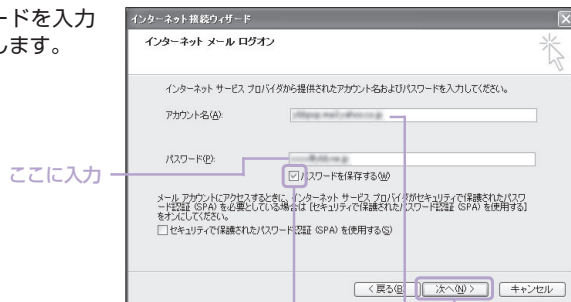 ードを入力
します。
ここに入力
インターネット接続ウィザード
インターネット メール ログオン
インターネット サービス プロバイダから提供されたアカウント名およびパスワードを入力してください。
アカウント名(A):
パスワード(P):
パスワードを保存する(W)
メール アカウントにアクセスするときに、インターネット サービス プロバイダがセキュリティで保護されたパスワ
ード認証 (SPA) を必要としている場合は [セキュリティで保護されたパスワード認証 (SPA) を使用する]
をオンにしてください。
セキュリティで保護されたパスワード認証 (SPA) を使用する(S)
< 戻る(B)
次へ(N) >
キャンセル